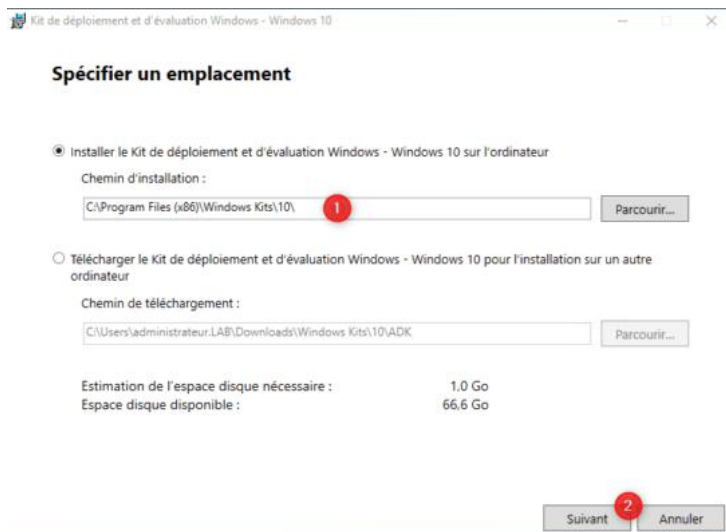 Kit de déploiement et d'évaluation Windows - Windows 10
Spécifier un emplacement
Installer le Kit de déploiement et d'évaluation Windows - Windows 10 sur l'ordinateur
Chemin d'installation :
C:\Program Files (x86)\Windows Kits\10\ 1 Parcourir...
Télécharger le Kit de déploiement et d'évaluation Windows - Windows 10 pour l'installation sur un autre
ordinateur
Chemin de téléchargement :
C:\Users\administrateur.LAB\Downloads\Windows Kits\10\ADK Parcourir...
Estimation de l'espace disque nécessaire : 1,0 Go
Espace disque disponible : 66,6 Go
Suivant 2 Annuler